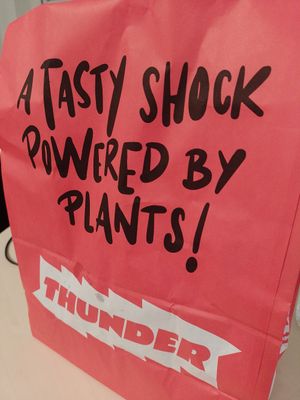 A TASTY SHOCK
POWERED BY
PLANTS!
THUNDER